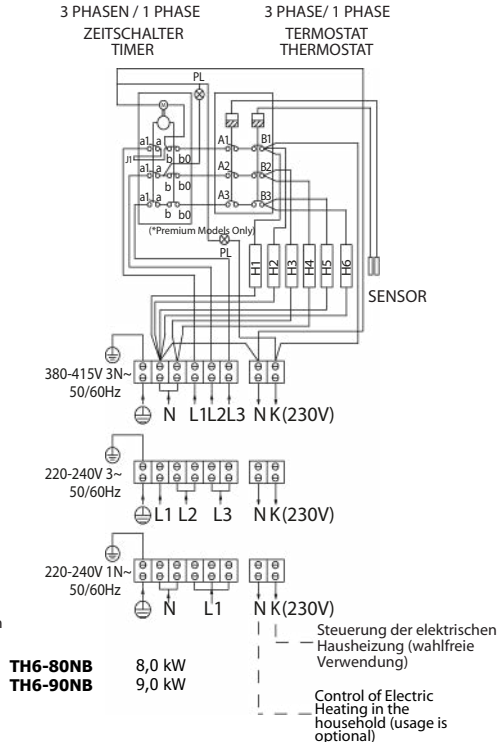 3 PHASEN / 1 PHASE
3 PHASE/ 1 PHASE
ZEITSCHALTER
TIMER
TERMOSTAT
THERMOSTAT
PL
M
a1 a b b0
A1 B1
J1
a1 a b b0
A2 B2
a1 a b b0
A3 B3
(*Premium Models Only)
PL
H1 H2 H3 H4 H5 H6
SENSOR
380-415V 3N~
50/60Hz
N L1L2L3 N K(230V)
220-240V 3~
50/60Hz
L1 L2 L3 N K(230V)
220-240V 1N~
50/60Hz
N L1 N K(230V)
n
Steuerung der elektrischen
Hausheizung (wahlfreie
Verwendung)
TH6-80NB 8,0 kW
TH6-90NB 9,0 kW
Control of Electric
Heating in the
household (usage is
optional)